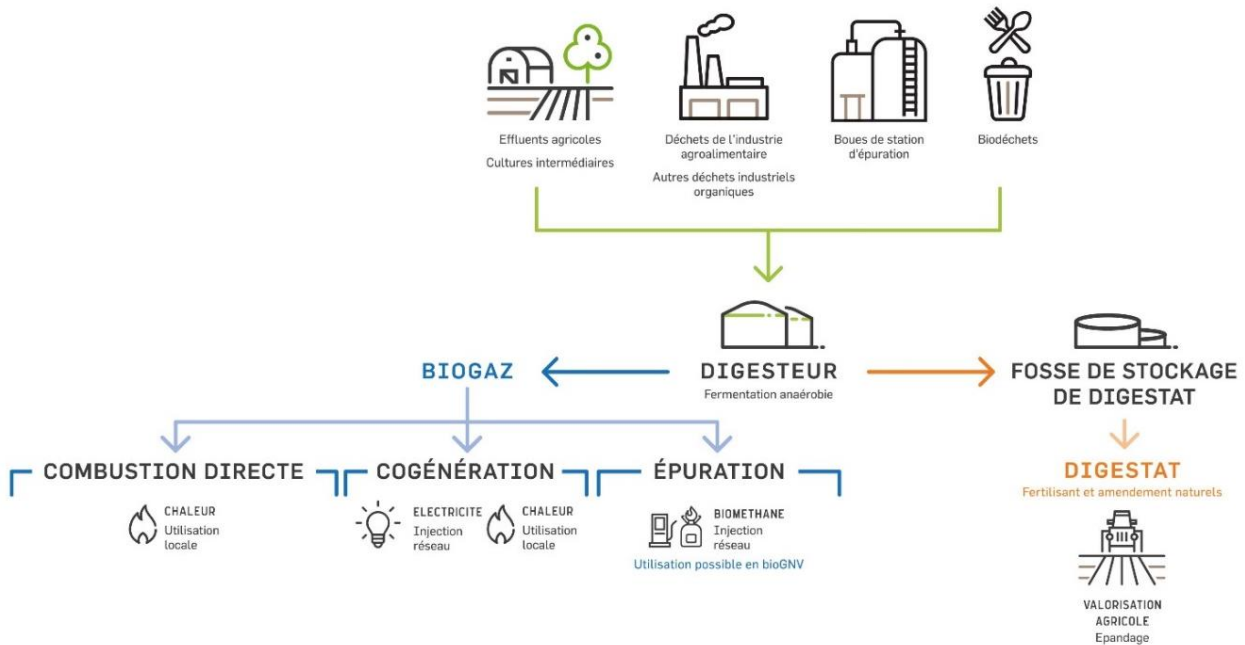 Effluents agricoles
Cultures intermédiaires
Déchets de l'industrie
agroalimentaire
Autres déchets industriels
organiques
Boues de station
d'épuration
Biodéchets
BIOGAZ
DIGESTEUR
Fermentation anaérobie
FOSSE DE STOCKAGE
DE DIGESTAT
COMBUSTION DIRECTE
CHALEUR
Utilisation
locale
COGÉNÉRATION
ELECTRICITE
Injection
réseau
CHALEUR
Utilisation
locale
ÉPURATION
BIOMETHANE
Injection
réseau
Utilisation possible en bioGNV
DIGESTAT
Fertilisant et amendement naturels
VALORISATION
AGRICOLE
Epandage